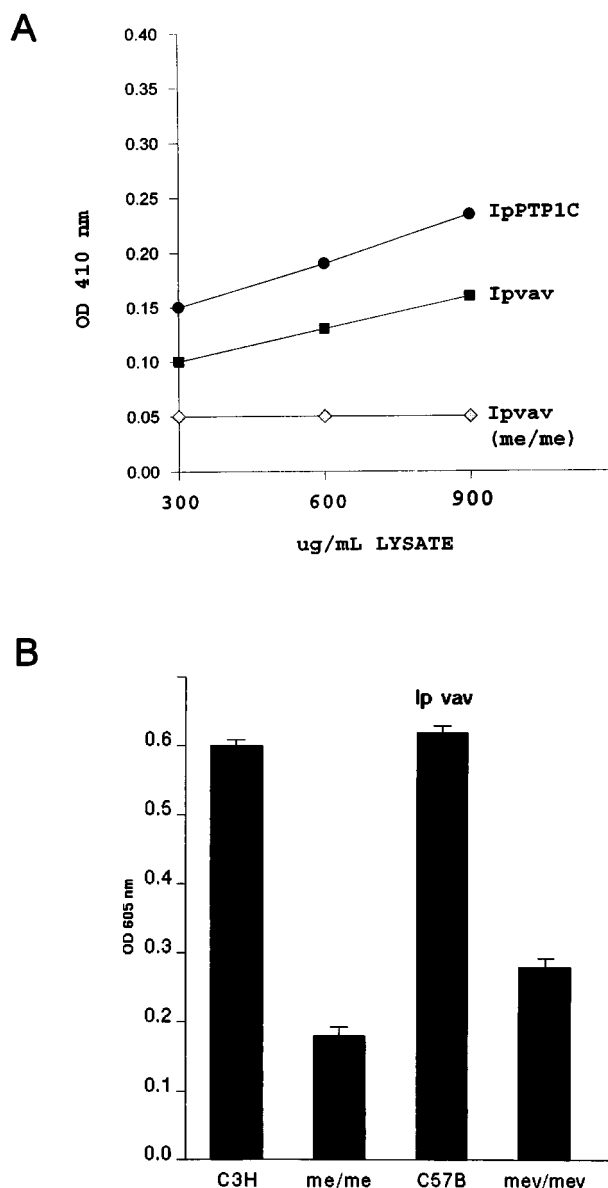 A
0.40
0.35
0.30
0.25
0.20
0.15
0.10
0.05
0.00
OD 410 nm
IpPTP1C
Ipvav
Ipvav
(me/me)
300 600 900
ug/mL LYSATE
B
Ip vav
0.6
0.5
0.4
0.3
0.2
0.1
0.0
OD 605 nm
C3H me/me C57B mev/mev